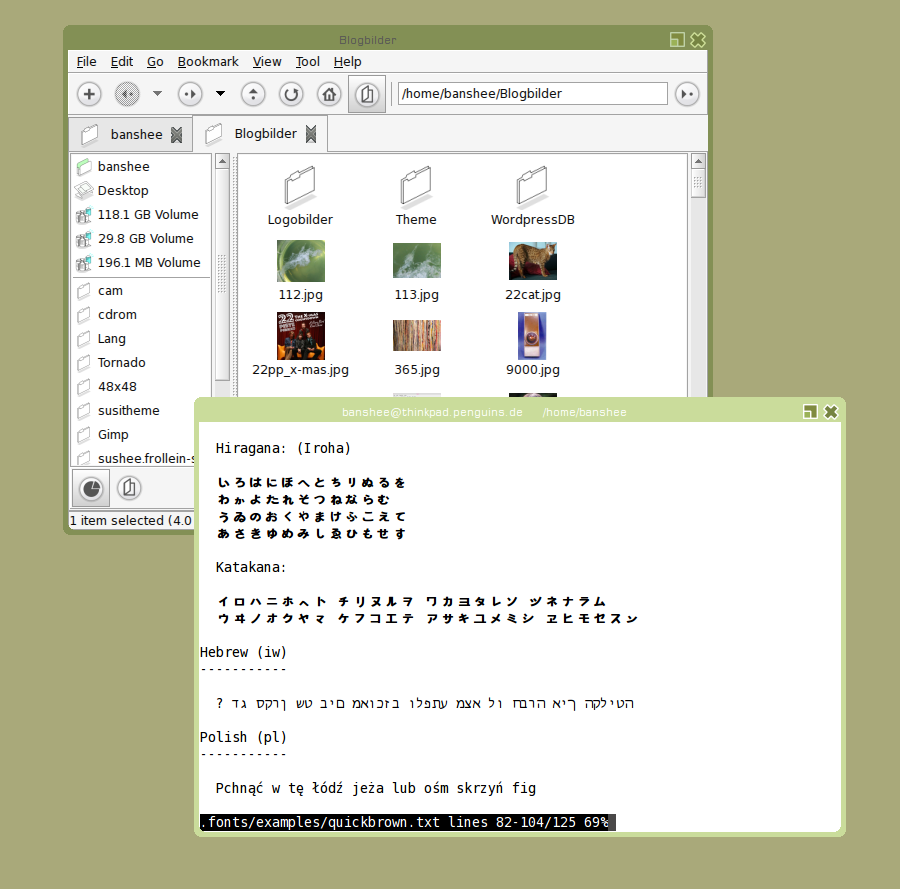 Blogbilder
File Edit Go Bookmark View Tool Help
/home/banshee/Blogbilder
banshee
Blogbilder
banshee
Desktop
118.1 GB Volume
29.8 GB Volume
196.1 MB Volume
cam
cdrom
Lang
Tornado
48x48
susitheme
Gimp
sushee.frollein-s
Logobilder
Theme
WordpressDB
112.jpg
113.jpg
22cat.jpg
22pp_x-mas.jpg
365.jpg
9000.jpg
1 item selected (4.0
banshee@thinkpad.penguins.de /home/banshee
Hiragana: (Iroha)
いろはにほへとちりぬるを
わかよたれそつねならむ
うゐのおくやまけふこえて
あさきゆめみしゑひもせす
Katakana:
イロハニホヘト チリヌルヲ ワカヨタレソ ツネナラム
ウヰノオクヤマ ケフコエテ アサキユメミシ ヱヒモセスン
Hebrew (iw)
-----------
? דג סקרן שט בים מאוכזב ולפתע מצא לו חברה איך הקליטה
Polish (pl)
-----------
Pchnąć w tę łódź jeża lub ośm skrzyń fig
.fonts/examples/quickbrown.txt lines 82-104/125 69%